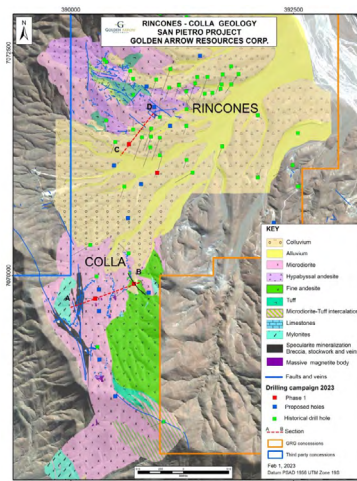 390000
392500
N
GOLDEN ARROW
RINCONES - COLLA GEOLOGY
SAN PIETRO PROJECT
GOLDEN ARROW RESOURCES CORP.
7072500
D
RINCONES
C
7070000
COLLA
B
A
KEY
Colluvium
Alluvium
Microdiorite
Hypabyssal andesite
Fine andesite
Tuff
Microdiorite-Tuff intercalation
Limestones
Mylonites
Specularite mineralization
Breccia, stockwork and veins
Massive magnetite body
Faults and veins
Drilling campaign 2023
Phase 1
Proposed holes
Historical drill hole
A B
Section
GRG concessions
Third party concessions
Feb 1, 2023
Datum PSAD 1956 UTM Zone 19S